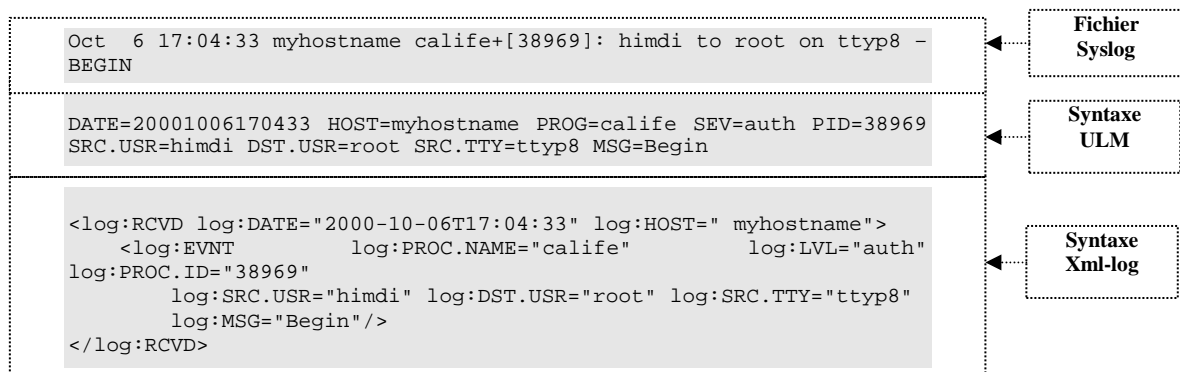 Oct  6 17:04:33 myhostname calife+[38969]: himdi to root on ttyp8 –
BEGIN
Fichier
Syslog
DATE=20001006170433 HOST=myhostname PROG=calife SEV=auth PID=38969
SRC.USR=himdi DST.USR=root SRC.TTY=ttyp8 MSG=Begin
Syntaxe
ULM
<log:RCVD log:DATE="2000-10-06T17:04:33" log:HOST=" myhostname">
<log:EVNT log:PROC.NAME="calife" log:LVL="auth"
log:PROC.ID="38969"
log:SRC.USR="himdi" log:DST.USR="root" log:SRC.TTY="ttyp8"
log:MSG="Begin"/>
</log:RCVD>
Syntaxe
Xml-log